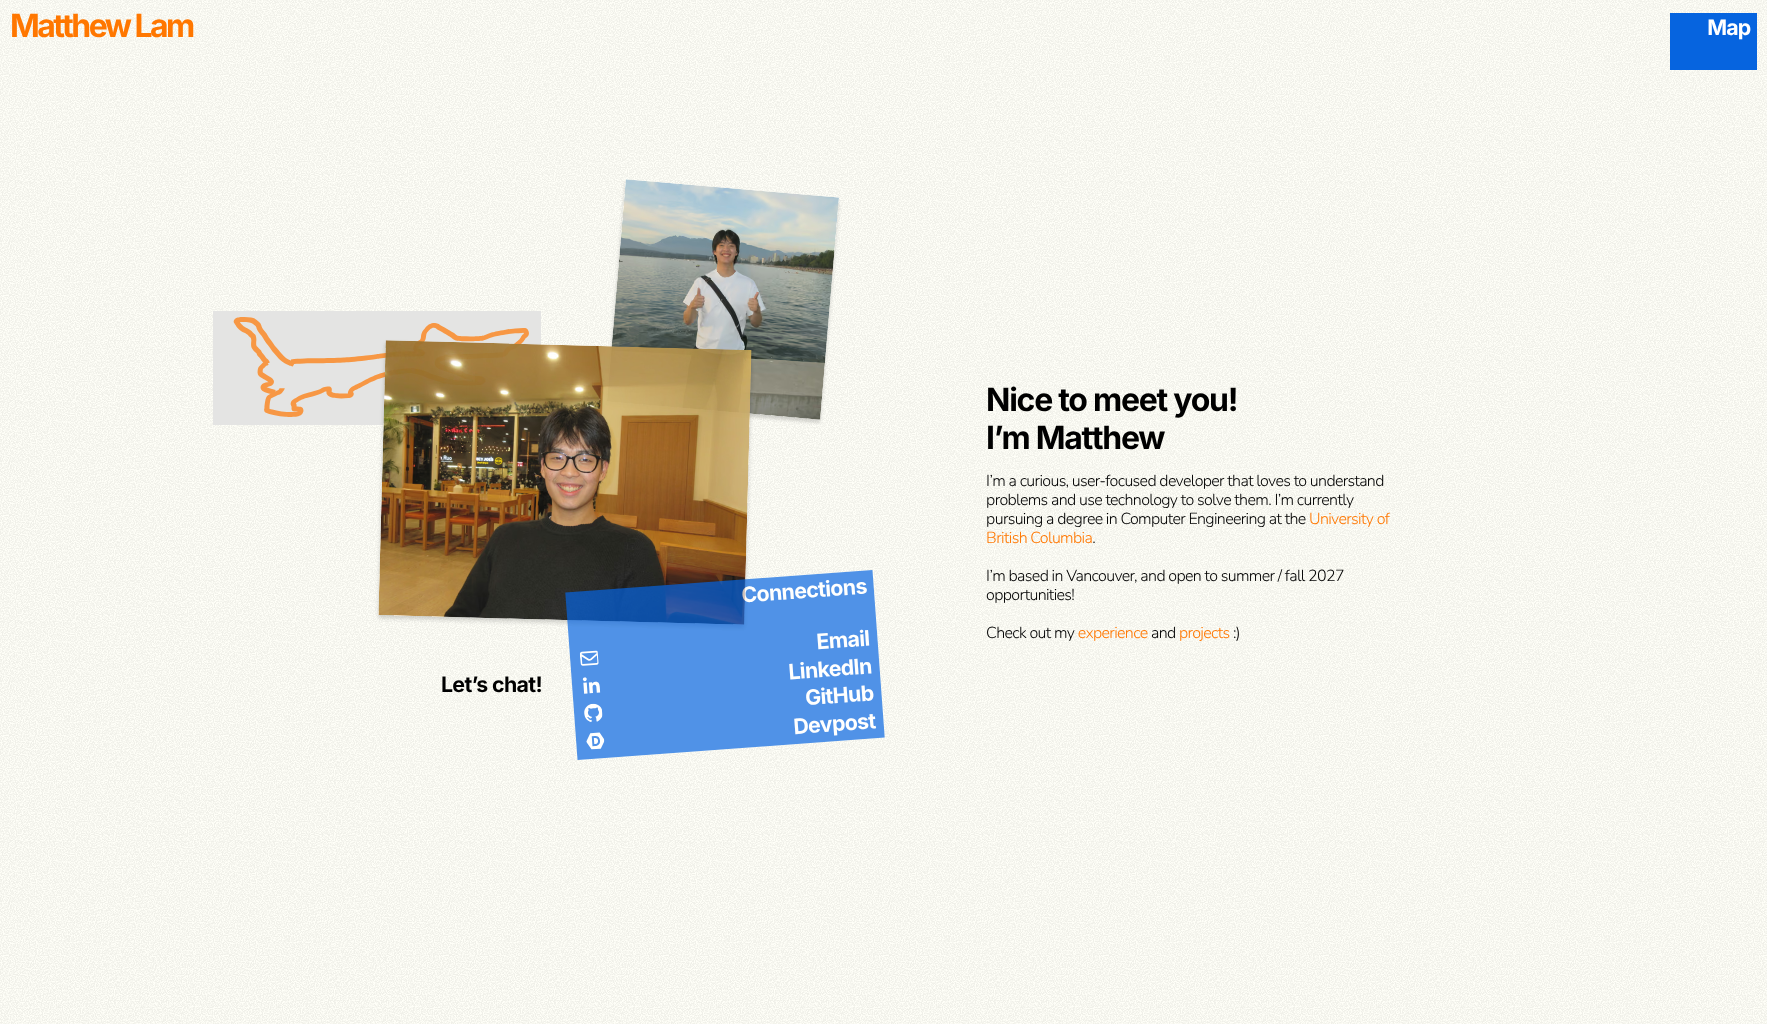 Matthew Lam
Map
Nice to meet you!
I'm Matthew
I'm a curious, user-focused developer that loves to understand
problems and use technology to solve them. I'm currently
pursuing a degree in Computer Engineering at the University of
British Columbia.
I'm based in Vancouver, and open to summer / fall 2027
opportunities!
Check out my experience and projects :)
Connections
Email
LinkedIn
GitHub
Devpost
Let's chat!